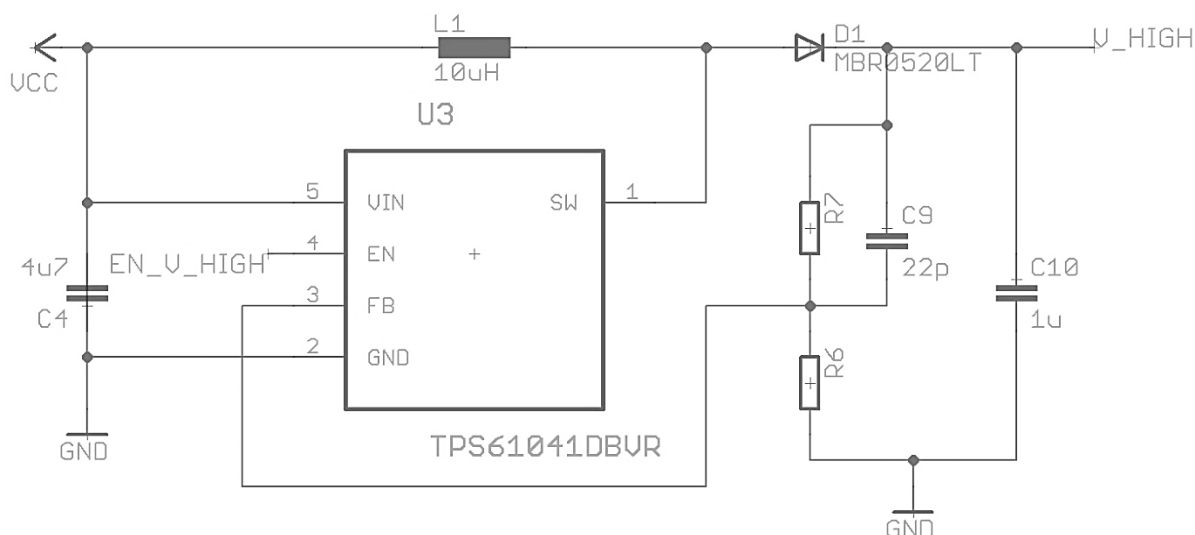 L1
D1
V_HIGH
VCC
10uH
MBR0520LT
U3
5
VIN
SW
1
R7
C9
EN_V_HIGH
4
EN
22p
C10
4u7
3
FB
1u
C4
2
GND
R6
GND
TPS61041DBVR
GND